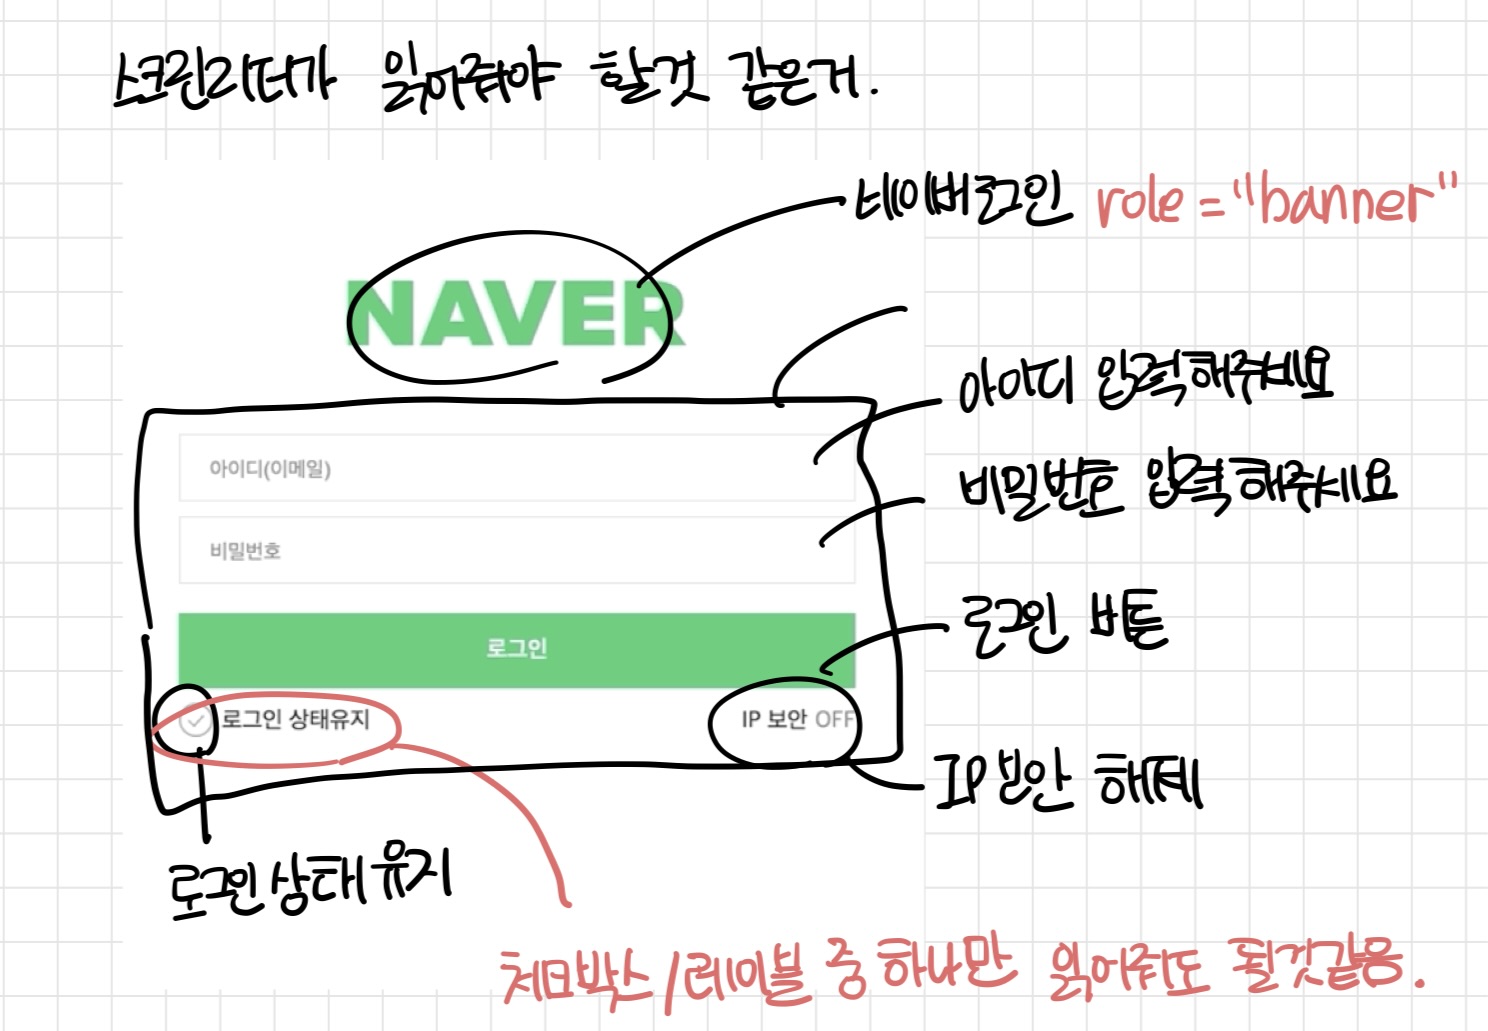 스크린리더가 읽어줘야 할것 같은거.
네이버로그인 role="banner"
NAVER
아이디 입력해주세요
아이디(이메일)
비밀번호 입력해주세요
비밀번호
로그인 버튼
로그인
로그인 상태유지
IP 보안 OFF
IP보안 해제
로그인상태유지
체크박스/레이블 중 하나만 읽어줘도 될것같음.